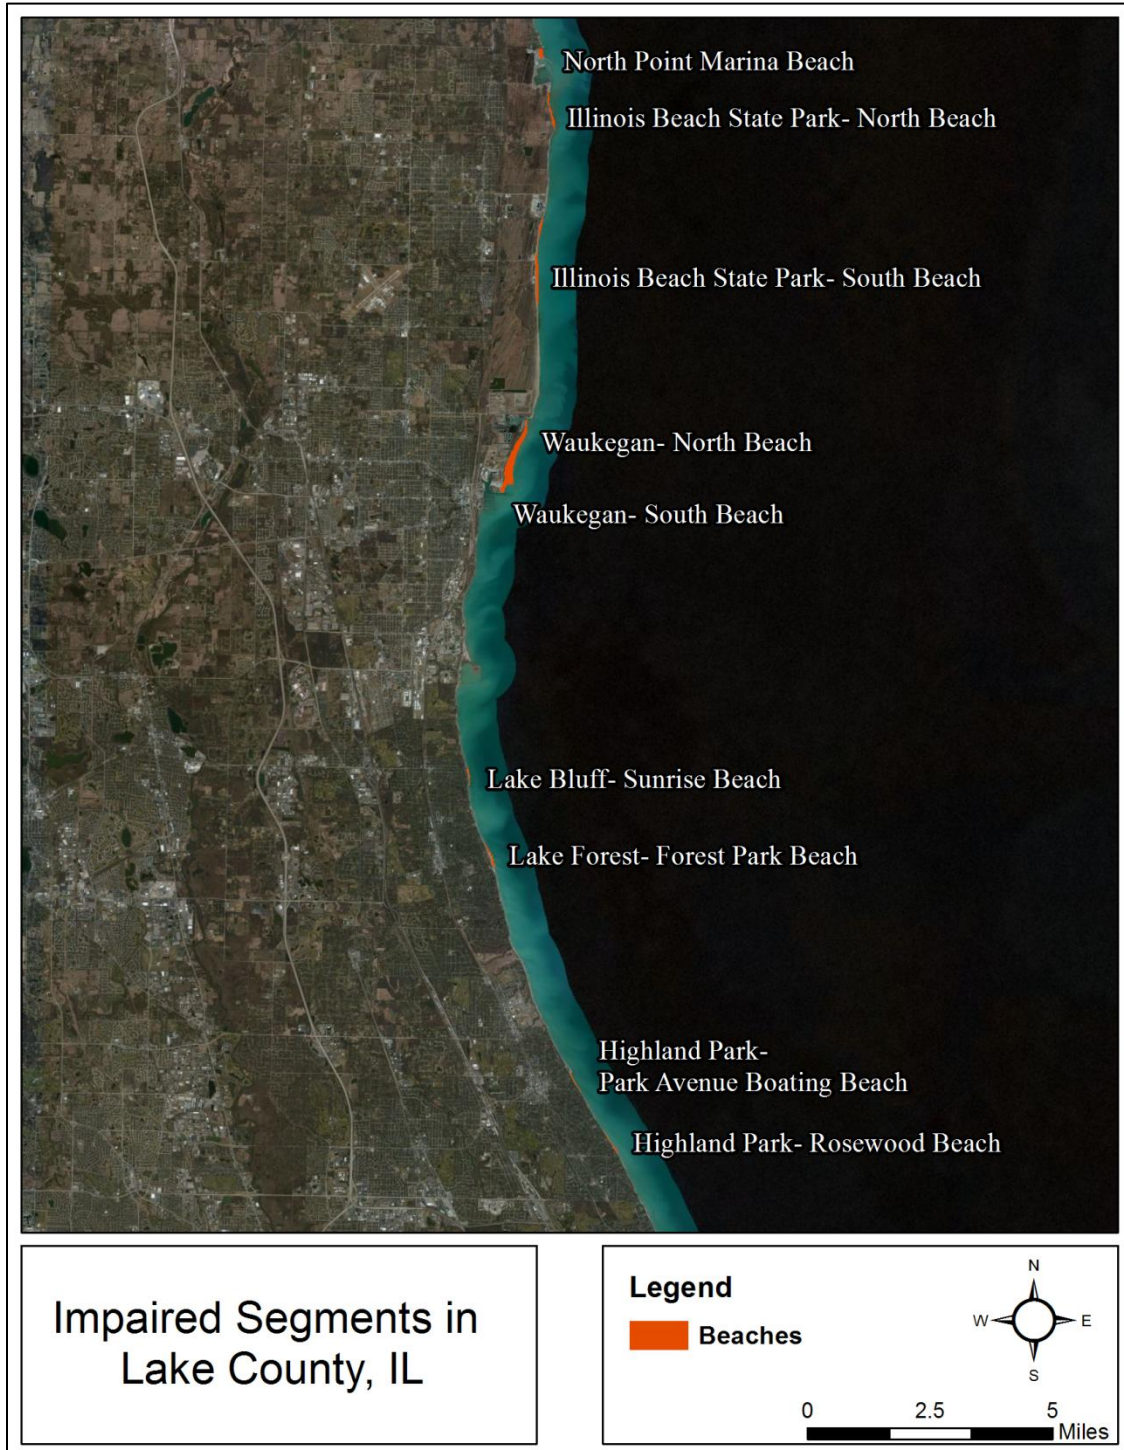 North Point Marina Beach
Illinois Beach State Park- North Beach
Illinois Beach State Park- South Beach
Waukegan- North Beach
Waukegan- South Beach
Lake Bluff- Sunrise Beach
Lake Forest- Forest Park Beach
Highland Park-
Park Avenue Boating Beach
Highland Park- Rosewood Beach
Impaired Segments in
Lake County, IL
Legend
Beaches
N
W E
S
0 2.5 5
Miles